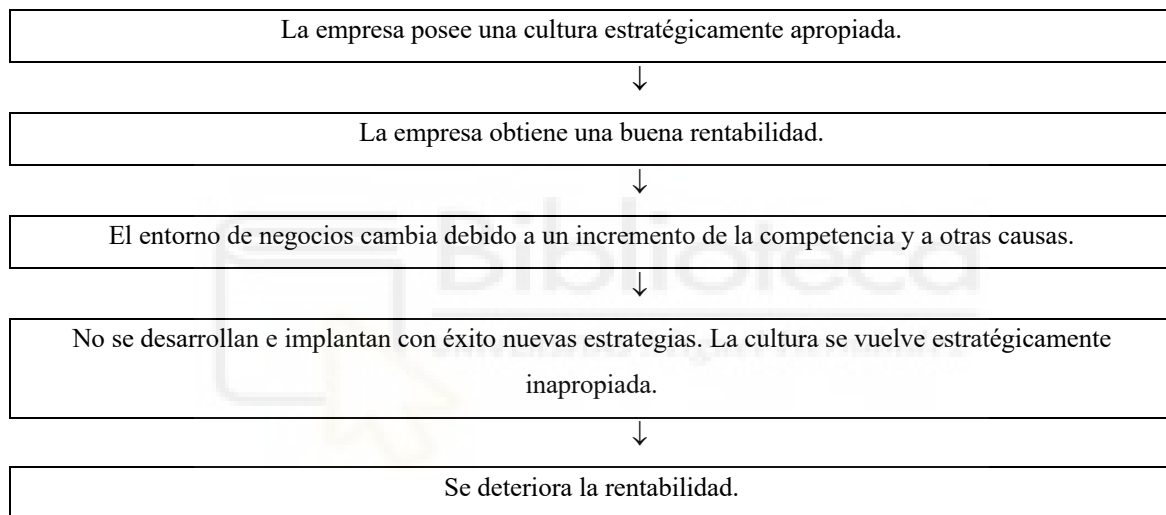 La empresa posee una cultura estratégicamente apropiada.
↓
La empresa obtiene una buena rentabilidad.
↓
El entorno de negocios cambia debido a un incremento de la competencia y a otras causas.
↓
No se desarrollan e implantan con éxito nuevas estrategias. La cultura se vuelve estratégicamente
inapropiada.
↓
Se deteriora la rentabilidad.
Biblioteca